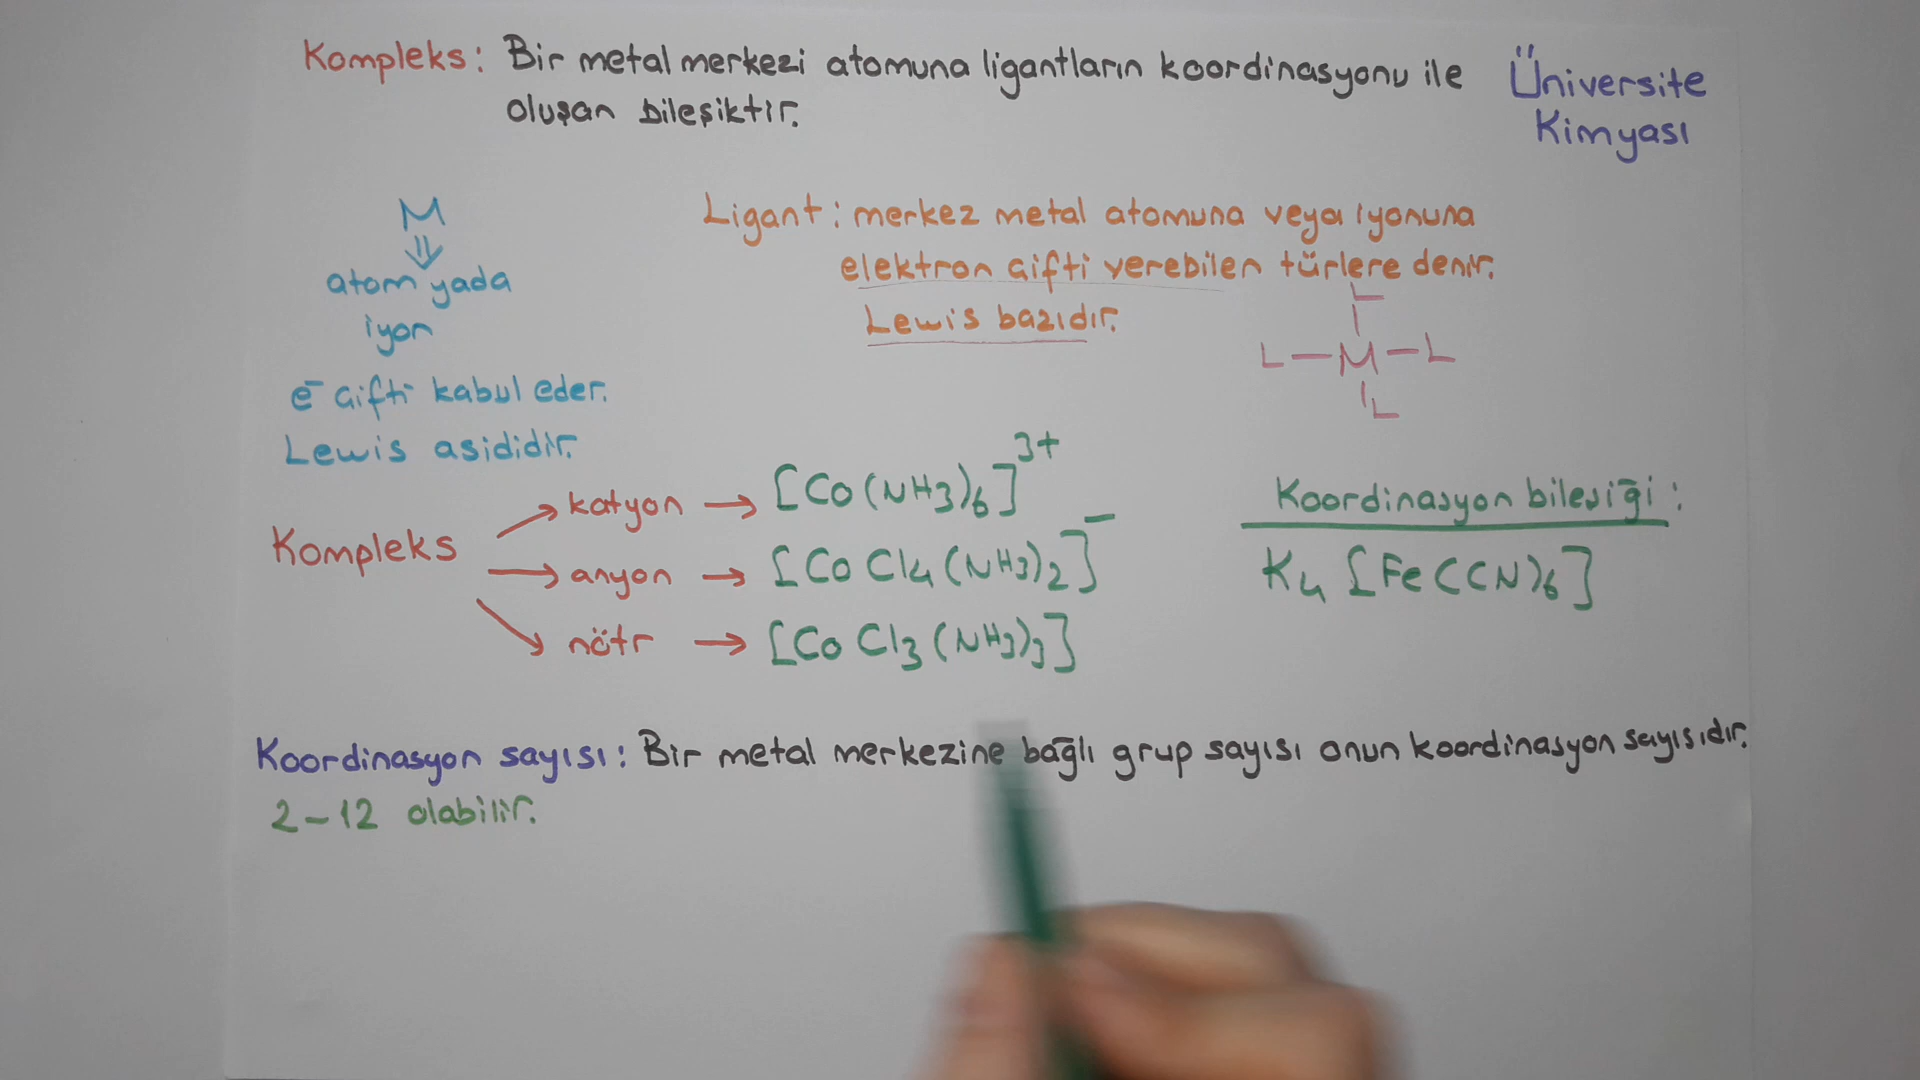 Kompleks: Bir metal merkezi atomuna ligantların koordinasyonu ile
oluşan bileşiktir.
Üniversite
Kimyası
M
⇓
atom yada
iyon
e⁻ çifti kabul eder.
Lewis asididir.
Ligant: merkez metal atomuna veya iyonuna
elektron çifti verebilen türlere denir.
Lewis bazıdır.
L
L—M—L
L
Kompleks
katyon → [Co(NH3)6]3+
anyon → [CoCl4(NH3)2]−
nötr → [CoCl3(NH3)3]
Koordinasyon bileşiği:
K4[Fe(CN)6]
Koordinasyon sayısı: Bir metal merkezine bağlı grup sayısı onun koordinasyon sayısıdır.
2-12 olabilir.